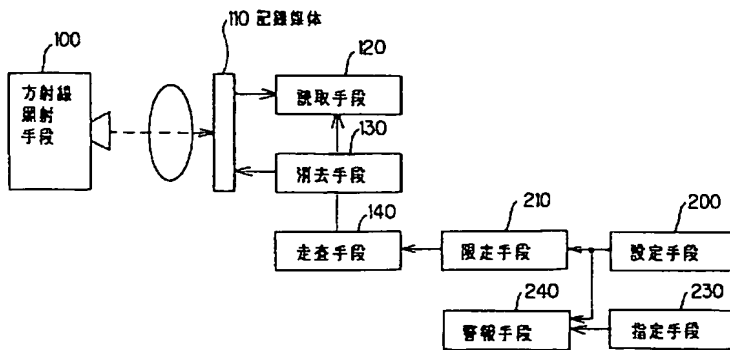 100
方射線
照射
手段
110 記録媒体
120
読取手段
130
消去手段
140
走査手段
210
限定手段
200
設定手段
240
警報手段
230
指定手段